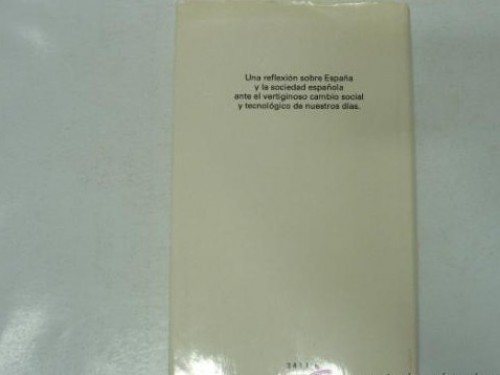 Una reflexión sobre España
y la sociedad española
ante el vertiginoso cambio social
y tecnológico de nuestros días.